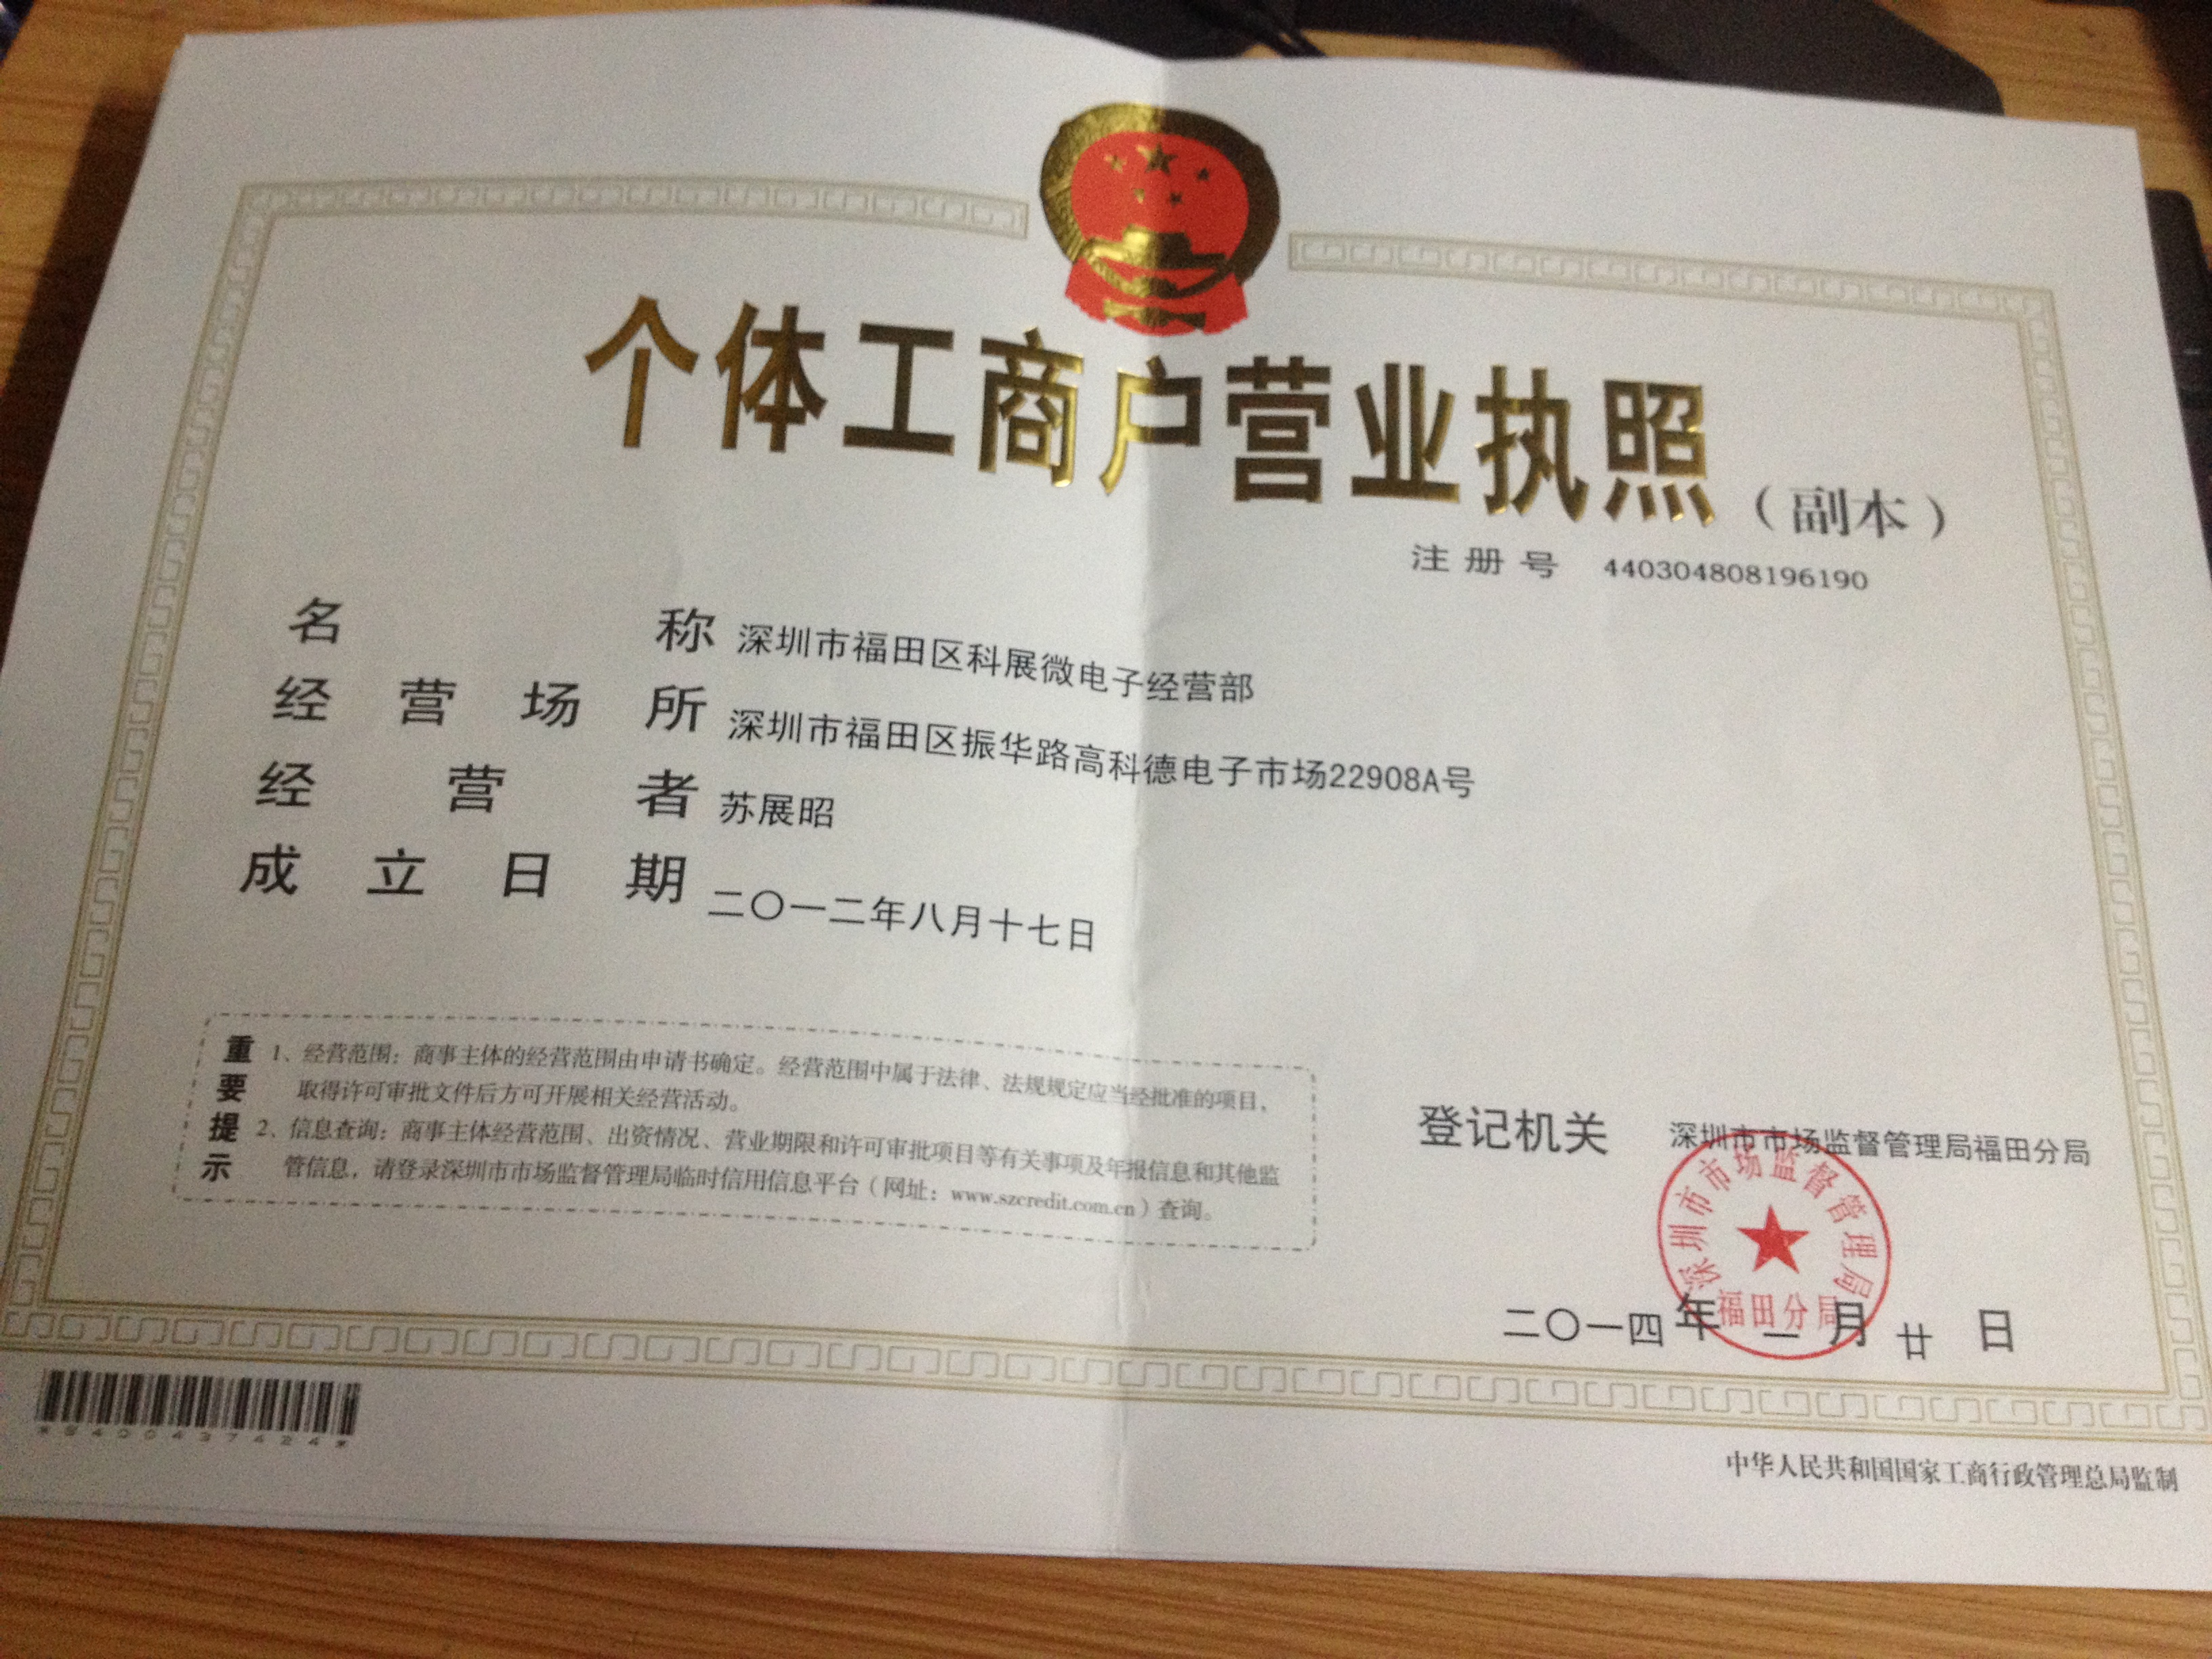 个体工商户营业执照（副本）
注册号 440304808196190
名称 深圳市福田区科展微电子经营部
经营场所 深圳市福田区振华路高科德电子市场22908A号
经营者 苏展昭
成立日期 二〇一二年八月十七日
重要提示
1、经营范围：商事主体的经营范围由申请书确定。经营范围中属于法律、法规规定应当经批准的项目，
取得许可审批文件后方可开展相关经营活动。
2、信息查询：商事主体经营范围、出资情况、营业期限和许可审批项目等有关事项及年报信息和其他监
管信息，请登录深圳市市场监督管理局临时信用信息平台（网址：www.szcredit.com.cn）查询。
登记机关 深圳市市场监督管理局福田分局
深圳市市场监督管理局
福田分局
二〇一四年一月廿日
*5400437424*
中华人民共和国国家工商行政管理总局监制